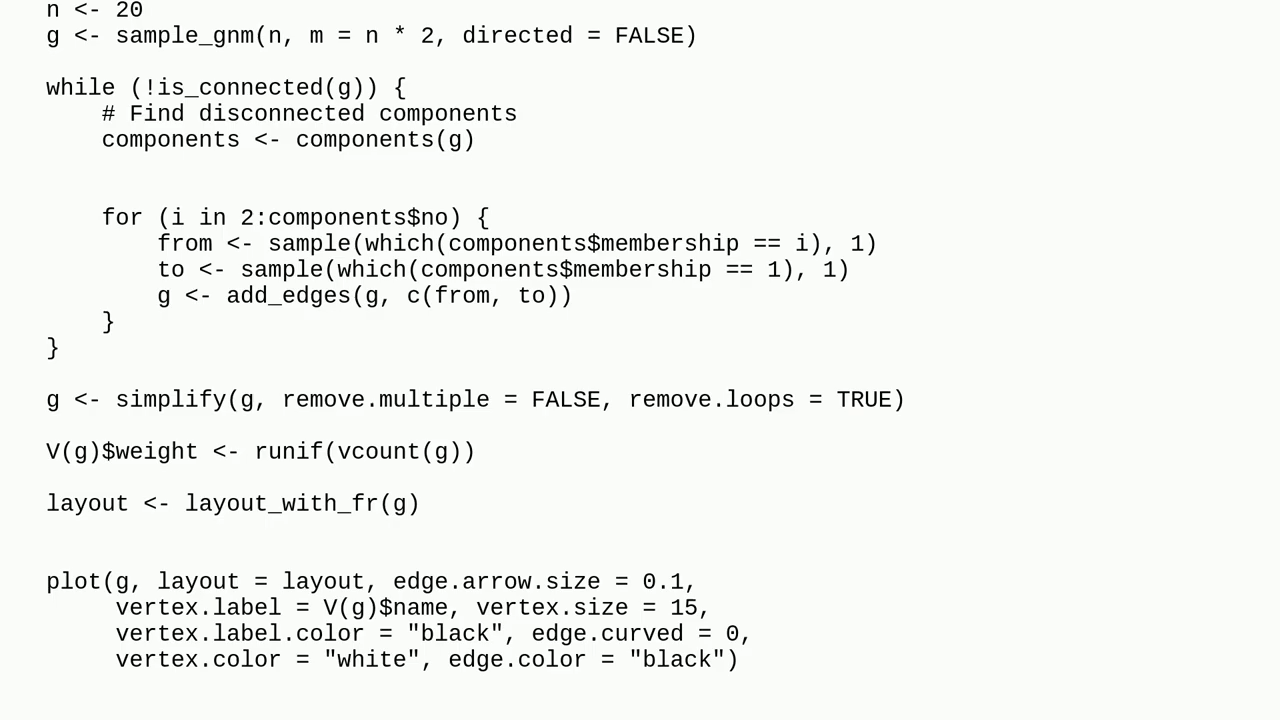 n <- 20
g <- sample_gnm(n, m = n * 2, directed = FALSE)
while (!is_connected(g)) {
# Find disconnected components
components <- components(g)
for (i in 2:components$no) {
from <- sample(which(components$membership == i), 1)
to <- sample(which(components$membership == 1), 1)
g <- add_edges(g, c(from, to))
}
}
g <- simplify(g, remove.multiple = FALSE, remove.loops = TRUE)
V(g)$weight <- runif(vcount(g))
layout <- layout_with_fr(g)
plot(g, layout = layout, edge.arrow.size = 0.1,
vertex.label = V(g)$name, vertex.size = 15,
vertex.label.color = "black", edge.curved = 0,
vertex.color = "white", edge.color = "black")